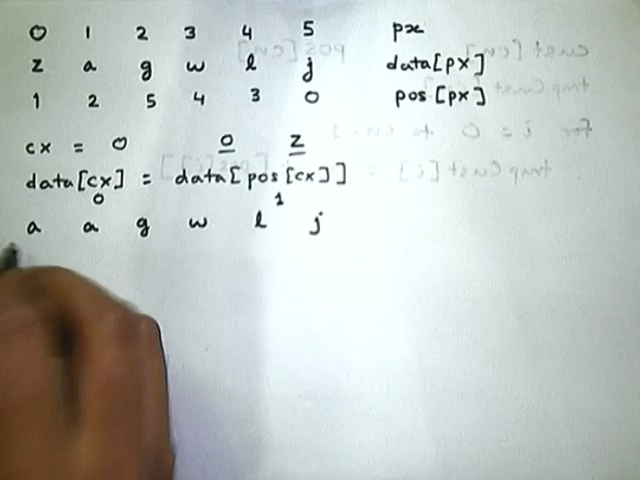 0 1 2 3 4 5 px
z a g w l j data[px]
1 2 5 4 3 0 pos[px]
cx = 0 0 z
data[cx] = data[pos[cx]]
0 1
a a g w l j